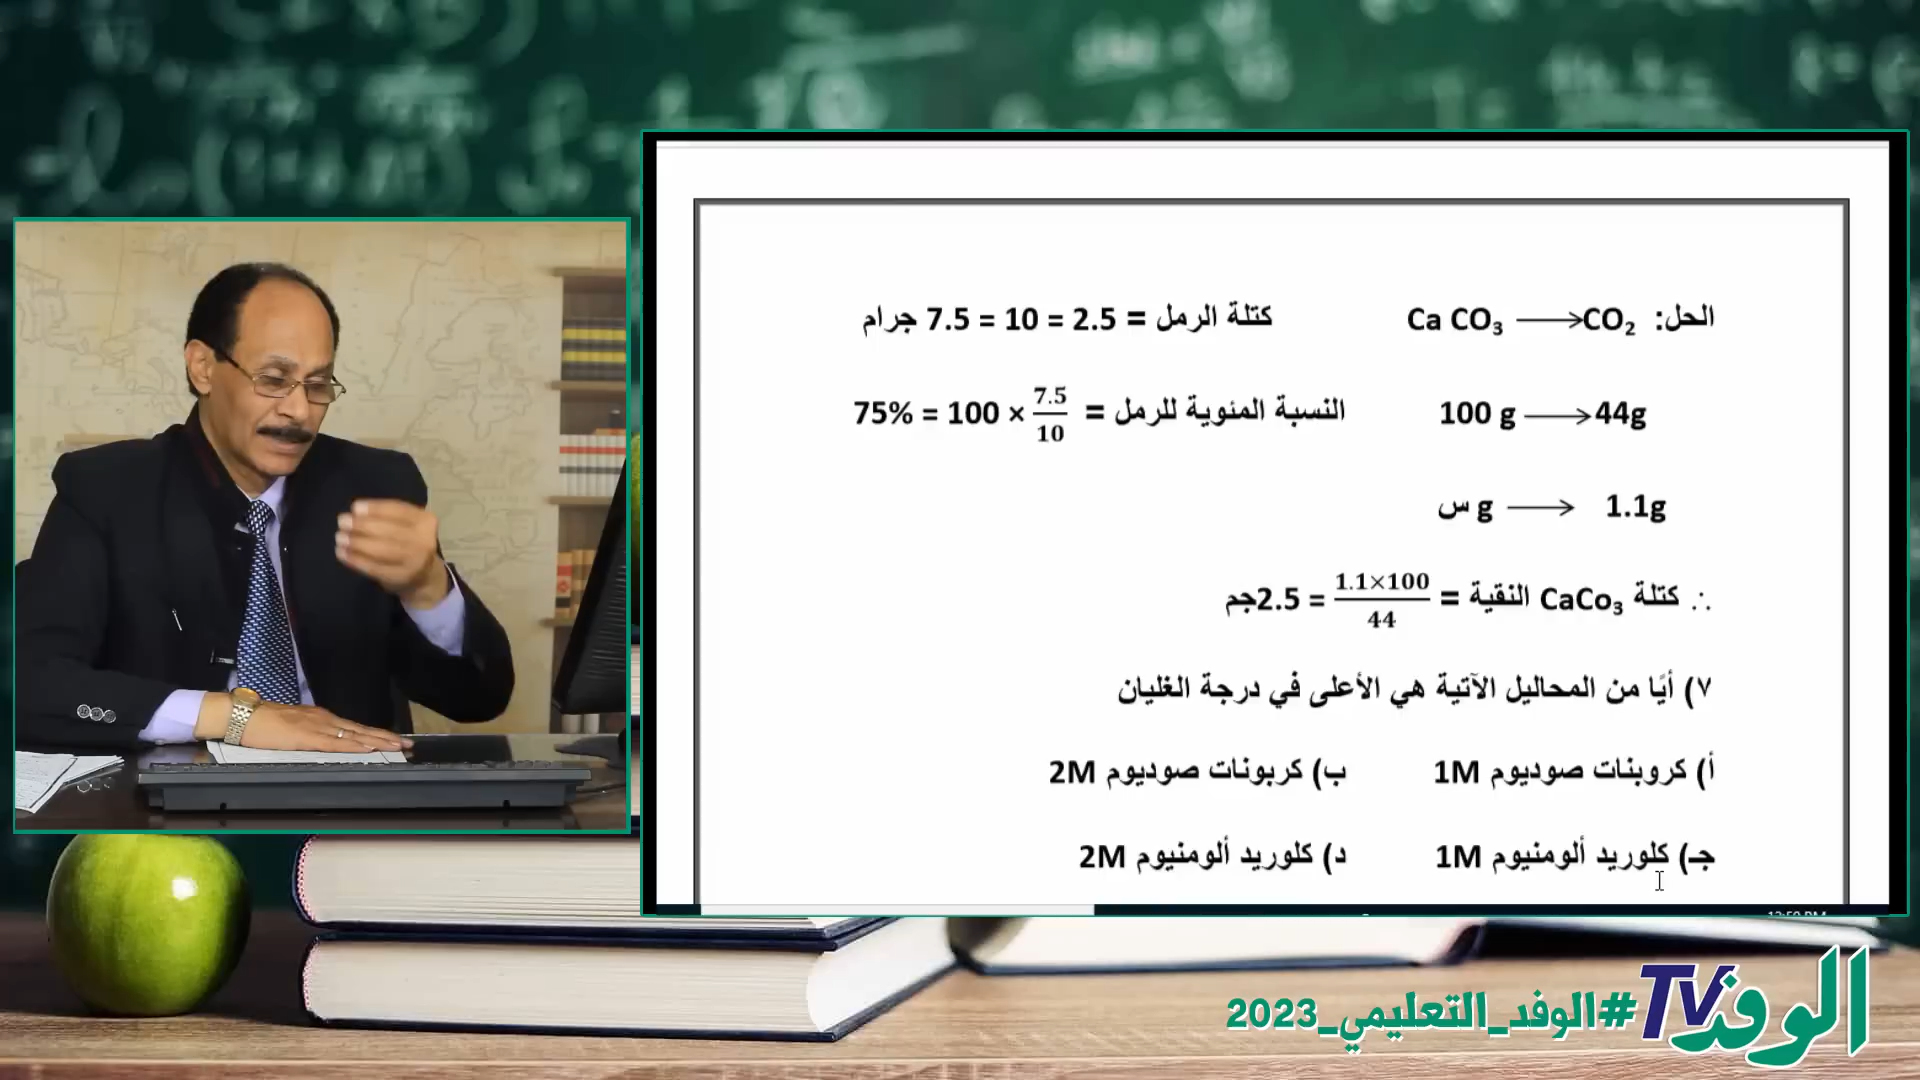 الحل: Ca CO₃ ⟶ CO₂
كتلة الرمل = 2.5 = 10 = 7.5 جرام
100 g ⟶ 44g
النسبة المئوية للرمل = 7.5/10 × 100 = 75%
س g ⟶ 1.1g
∴ كتلة CaCo₃ النقية = 1.1×100/44 = 2.5جم
٧) أيًا من المحاليل الآتية هي الأعلى في درجة الغليان
أ) كروبنات صوديوم 1M ب) كربونات صوديوم 2M
جـ) كلوريد ألومنيوم 1M د) كلوريد ألومنيوم 2M
#الوفد_التعليمي_2023
الوفد TV